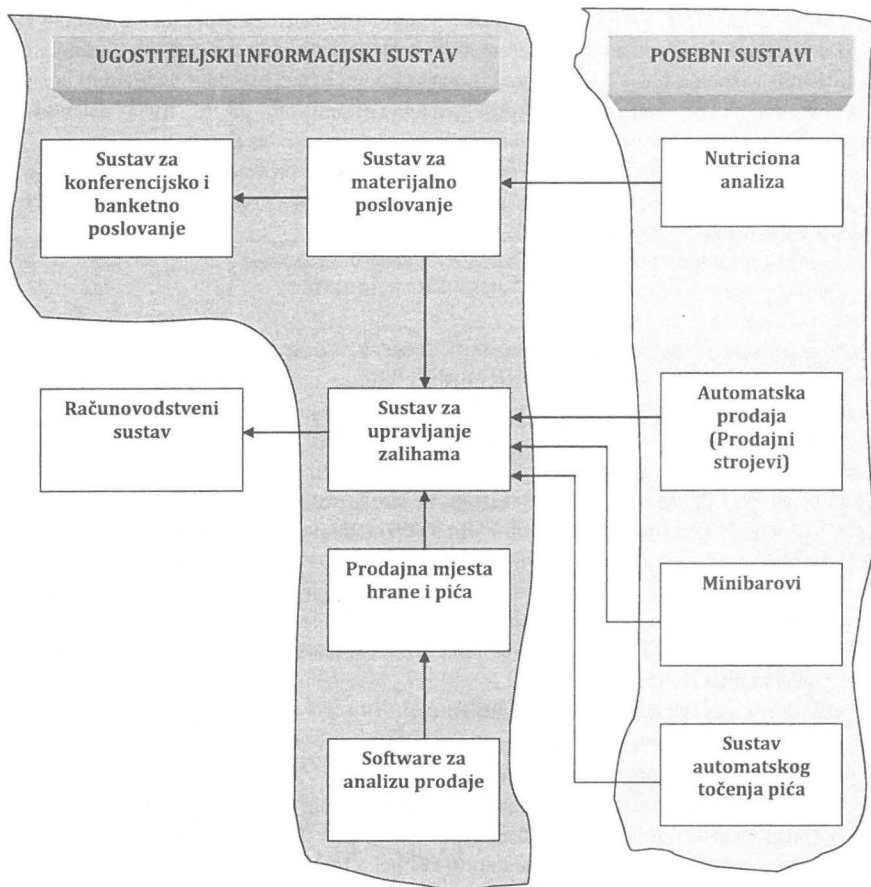 UGOSTITELJSKI INFORMACIJSKI SUSTAV
POSEBNI SUSTAVI
Sustav za
konferencijsko i
banketno
poslovanje
Sustav za
materijalno
poslovanje
Nutriciona
analiza
Računovodstveni
sustav
Sustav za
upravljanje
zalihama
Automatska
prodaja
(Prodajni
strojevi)
Prodajna mjesta
hrane i pića
Minibarovi
Software za
analizu prodaje
Sustav
automatskog
točenja pića